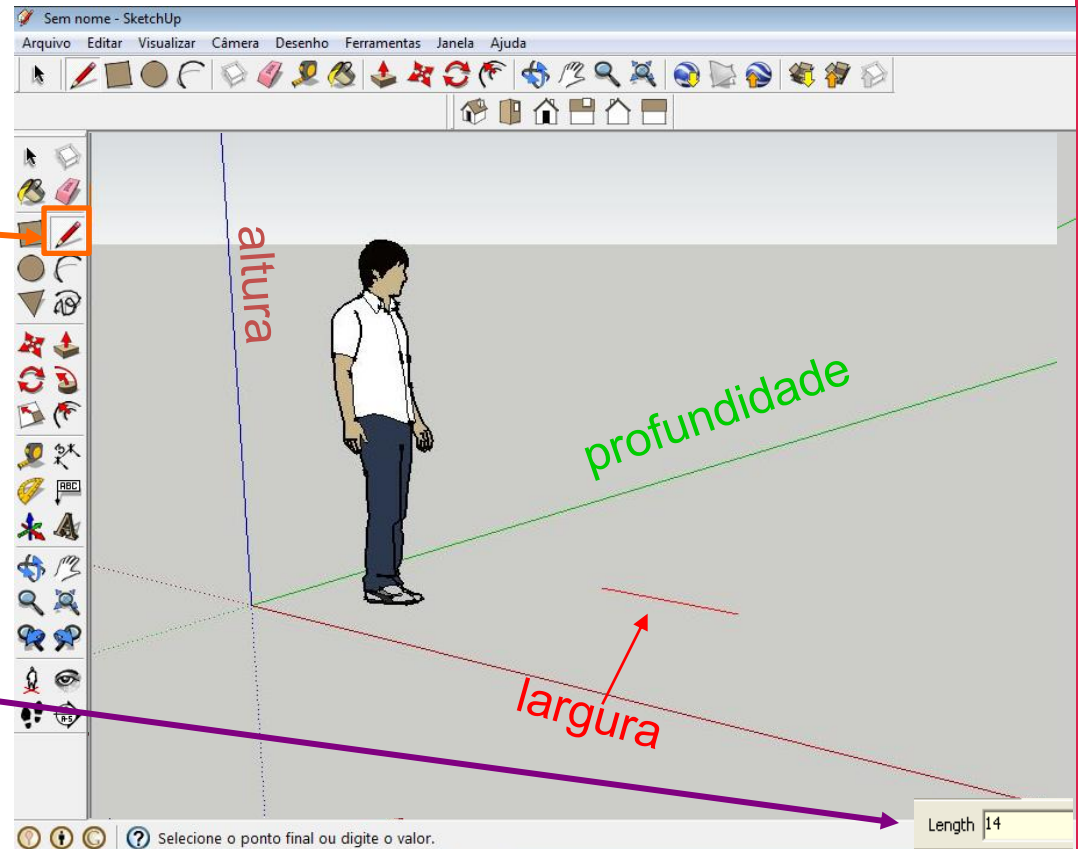 Sem nome - SketchUp
Arquivo Editar Visualizar Câmera Desenho Ferramentas Janela Ajuda
altura
profundidade
ABC
A-S
largura
Length 14
Selecione o ponto final ou digite o valor.